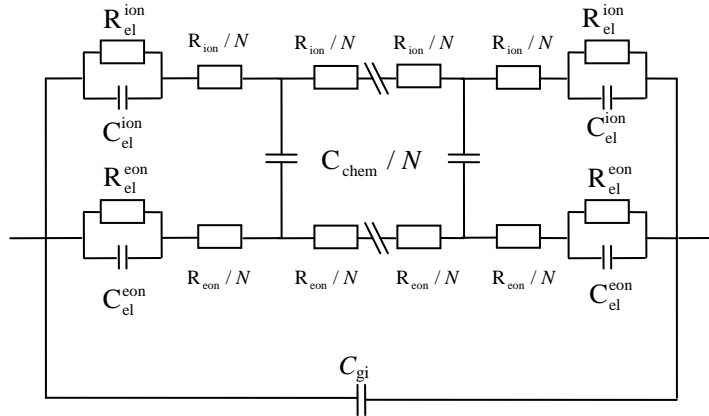 R_el^ion R_el^ion
R_ion / N R_ion / N R_ion / N R_ion / N
C_el^ion C_el^ion
C_chem / N
R_el^eon R_el^eon
R_eon / N R_eon / N R_eon / N R_eon / N
C_el^eon C_el^eon
C_gi